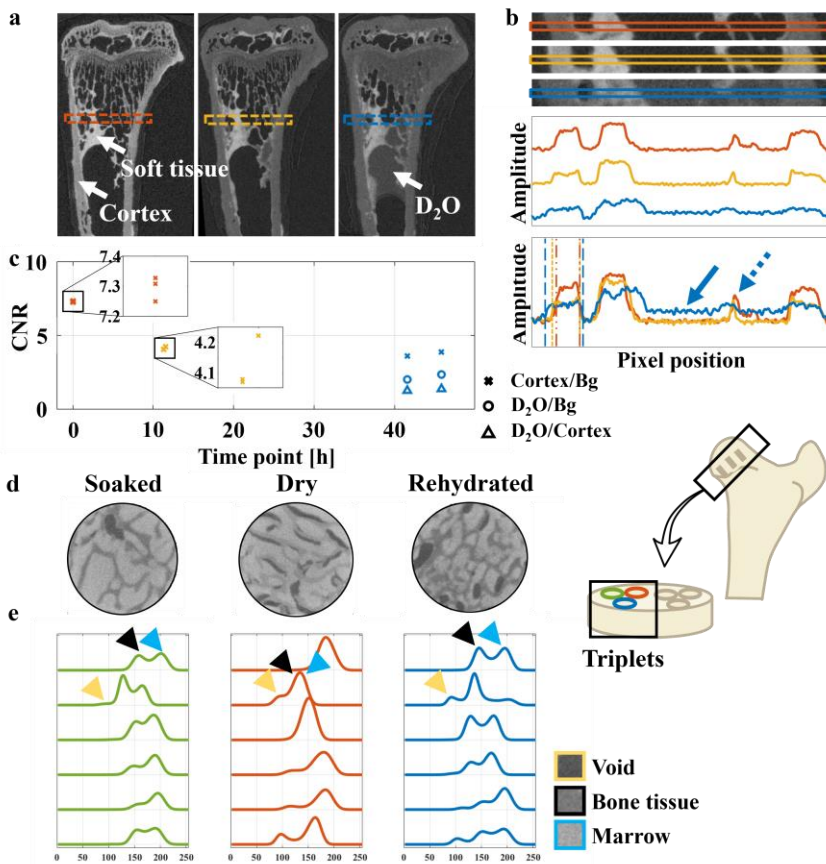 a
b
Soft tissue
Cortex
D₂O
Amplitude
Amplitude
Pixel position
c
CNR
10
5
0
7.4
7.3
7.2
4.2
4.1
0
10
20
30
40
Time point [h]
Cortex/Bg
D₂O/Bg
D₂O/Cortex
d
Soaked
Dry
Rehydrated
e
Triplets
0 50 100 150 200 250
0 50 100 150 200 250
0 50 100 150 200 250
Void
Bone tissue
Marrow